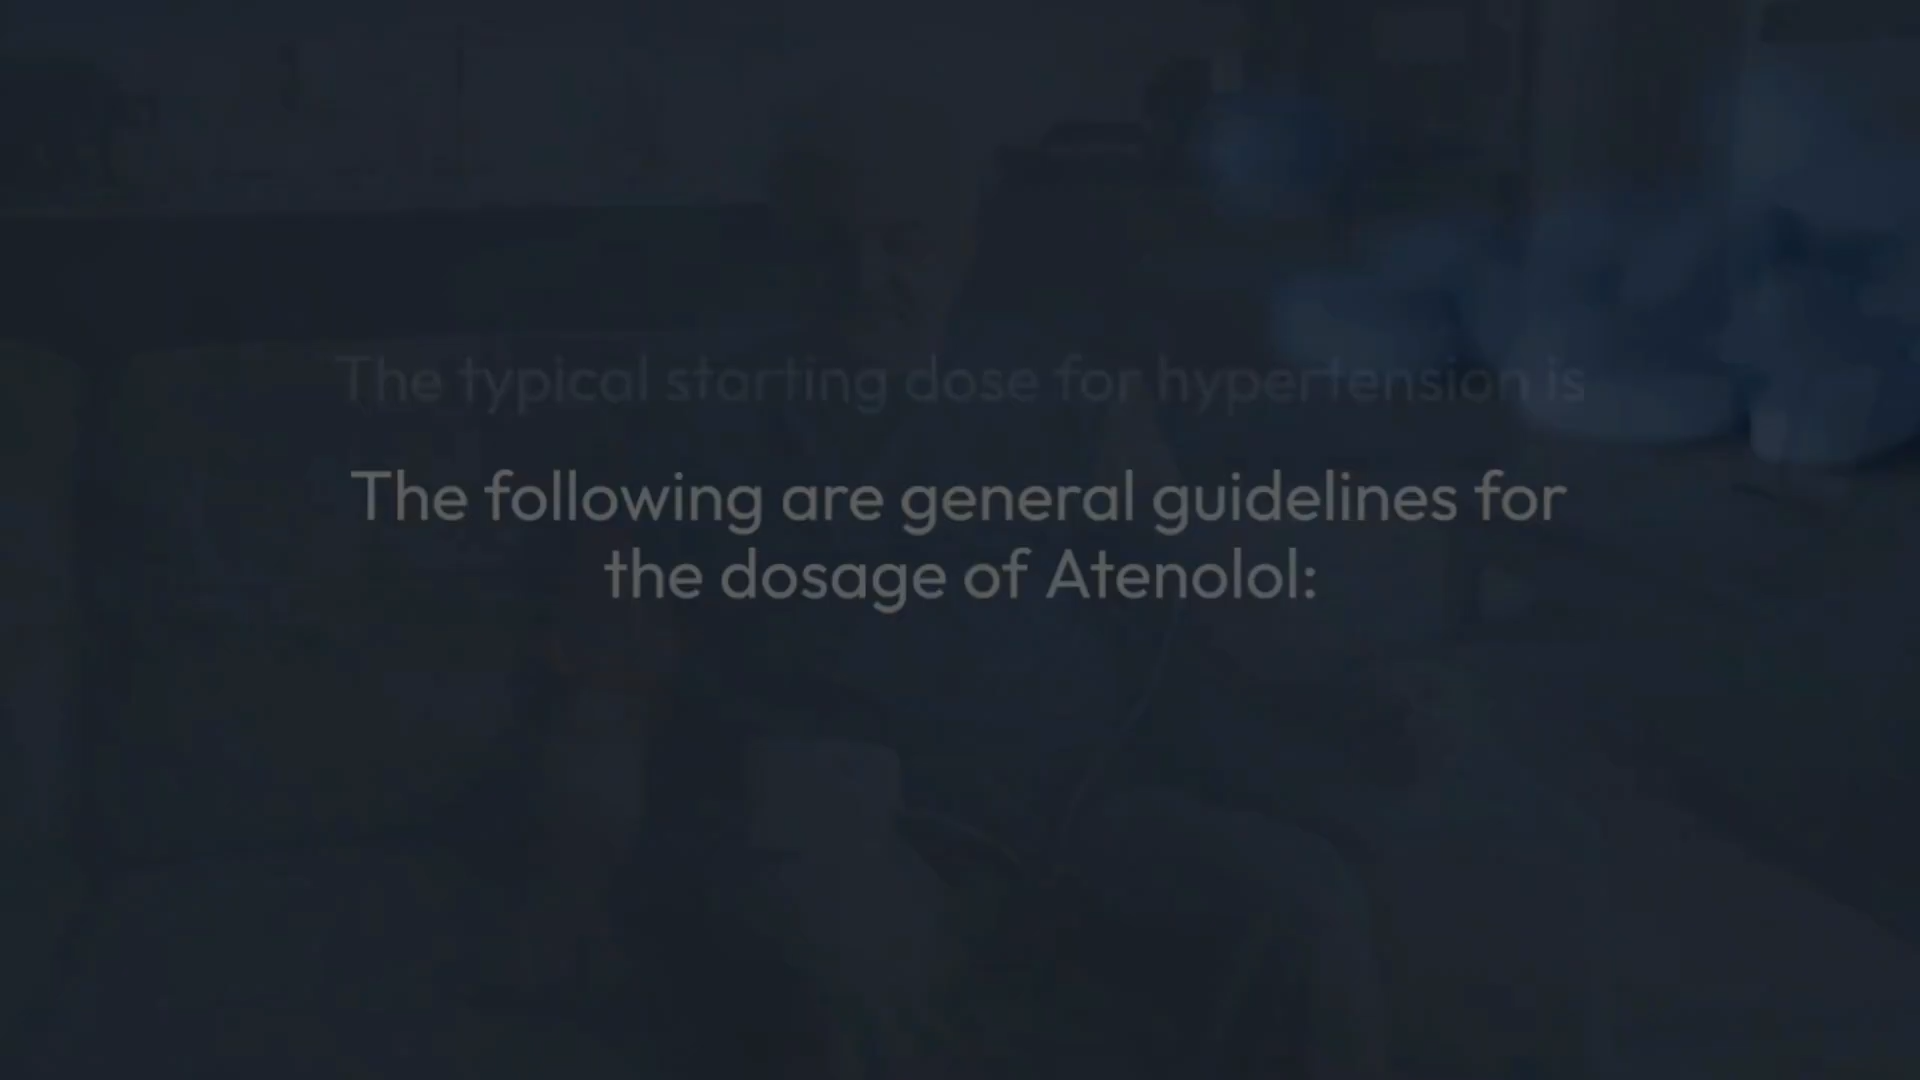 The typical starting dose for hypertension is
The following are general guidelines for
the dosage of Atenolol: